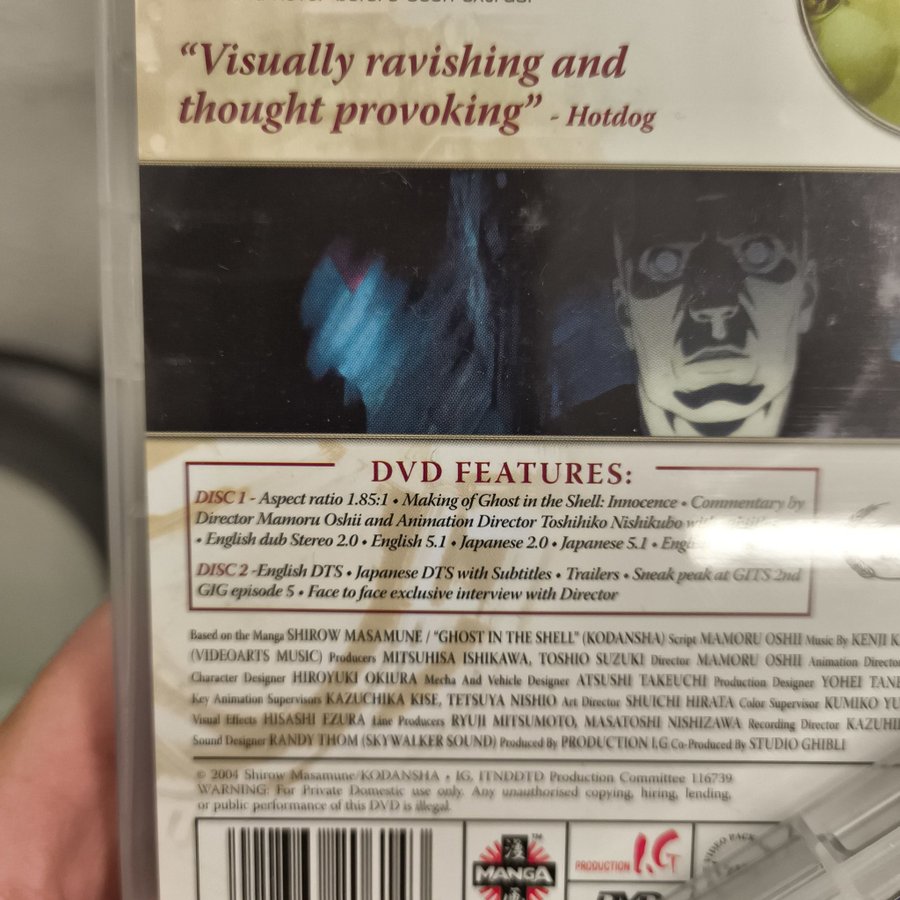 never before seen extras!
“Visually ravishing and
thought provoking” - Hotdog
DVD FEATURES:
DISC 1 - Aspect ratio 1.85:1 • Making of Ghost in the Shell: Innocence • Commentary by
Director Mamoru Oshii and Animation Director Toshihiko Nishikubo with
• English dub Stereo 2.0 • English 5.1 • Japanese 2.0 • Japanese 5.1 •
DISC 2 -English DTS • Japanese DTS with Subtitles • Trailers • Sneak peak at GITS 2nd
GIG episode 5 • Face to face exclusive interview with Director
Based on the Manga SHIROW MASAMUNE / "GHOST IN THE SHELL" (KODANSHA) Script MAMORU OSHII Music By KENJI
(VIDEOARTS MUSIC) Producers MITSUHISA ISHIKAWA, TOSHIO SUZUKI Director MAMORU OSHII Animation
Character Designer HIROYUKI OKIURA Mecha And Vehicle Designer ATSUSHI TAKEUCHI Production Designer YOHEI
Key Animation Supervisors KAZUCHIKA KISE, TETSUYA NISHIO Art Director SHUICHI HIRATA Color Supervisor KUMIKO
Visual Effects HISASHI EZURA Line Producers RYUJI MITSUMOTO, MASATOSHI NISHIZAWA Recording Director
Sound Designer RANDY THOM (SKYWALKER SOUND) Produced By PRODUCTION I.G Co-Produced By STUDIO GHIBLI
© 2004 Shirow Masamune/KODANSHA • IG, ITNDDTD Production Committee 116739
WARNING: For Private Domestic use only. Any unauthorised copying, hiring, lending,
or public performance of this DVD is illegal.
MANGA ™
PRODUCTION I.G
VIDEO PACK
DVD